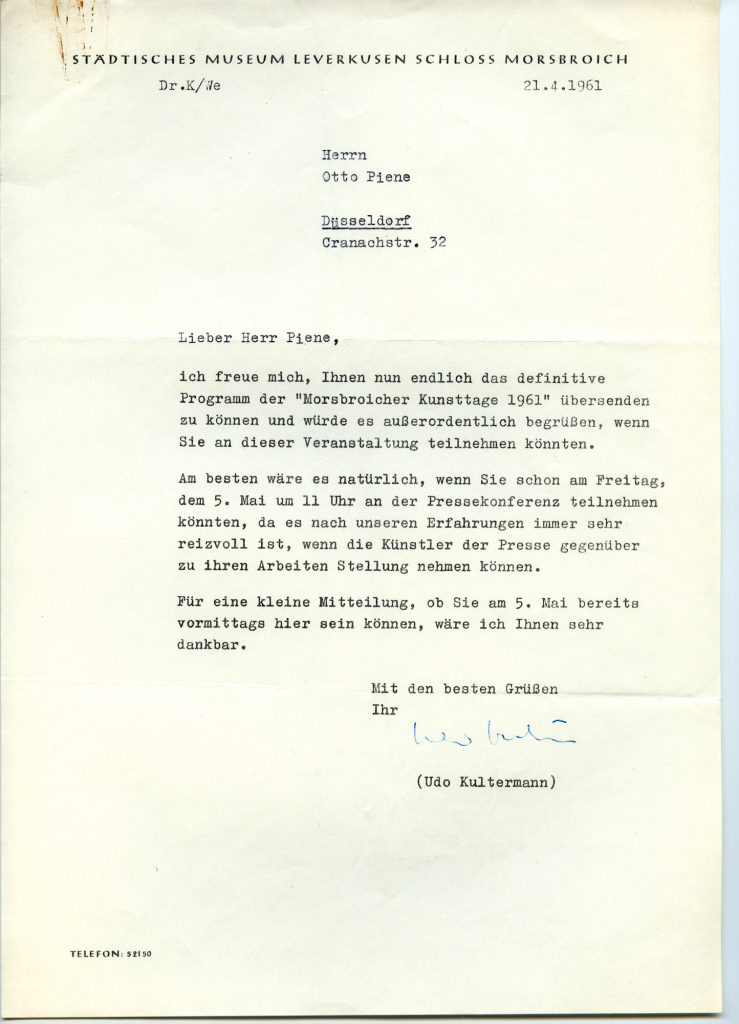 STÄDTISCHES MUSEUM LEVERKUSEN SCHLOSS MORSBROICH
Dr.K/We 21.4.1961
Herrn
Otto Piene
Düsseldorf
Cranachstr. 32
Lieber Herr Piene,
ich freue mich, Ihnen nun endlich das definitive
Programm der "Morsbroicher Kunsttage 1961" übersenden
zu können und würde es außerordentlich begrüßen, wenn
Sie an dieser Veranstaltung teilnehmen könnten.
Am besten wäre es natürlich, wenn Sie schon am Freitag,
dem 5. Mai um 11 Uhr an der Pressekonferenz teilnehmen
könnten, da es nach unseren Erfahrungen immer sehr
reizvoll ist, wenn die Künstler der Presse gegenüber
zu ihren Arbeiten Stellung nehmen können.
Für eine kleine Mitteilung, ob Sie am 5. Mai bereits
vormittags hier sein können, wäre ich Ihnen sehr
dankbar.
Mit den besten Grüßen
Ihr
(Udo Kultermann)
TELEFON: 52150